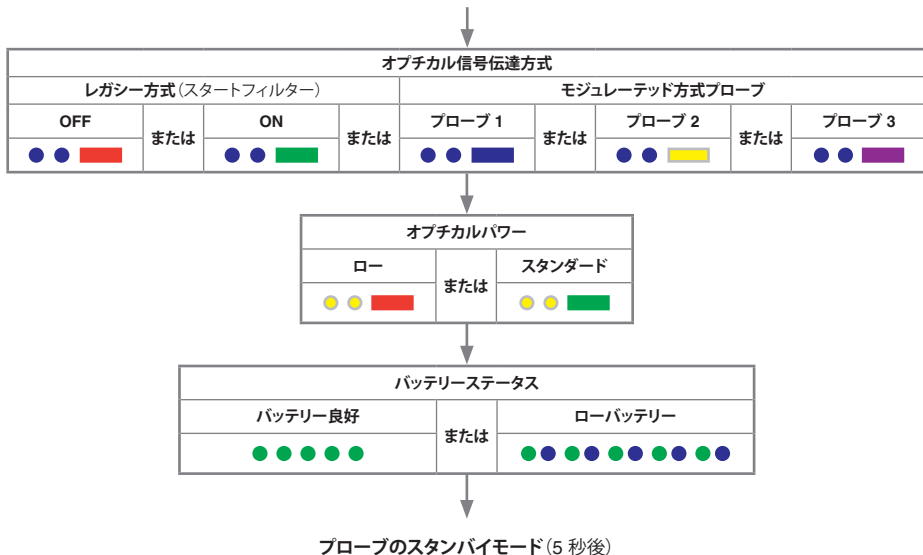 オプチカル信号伝達方式
レガシー方式(スタートフィルター)
モジュレーテッド方式プローブ
OFF
または
ON
または
プローブ 1
または
プローブ 2
または
プローブ 3
オプチカルパワー
ロー
または
スタンダード
バッテリーステータス
バッテリー良好
または
ローバッテリー
プローブのスタンバイモード(5 秒後)